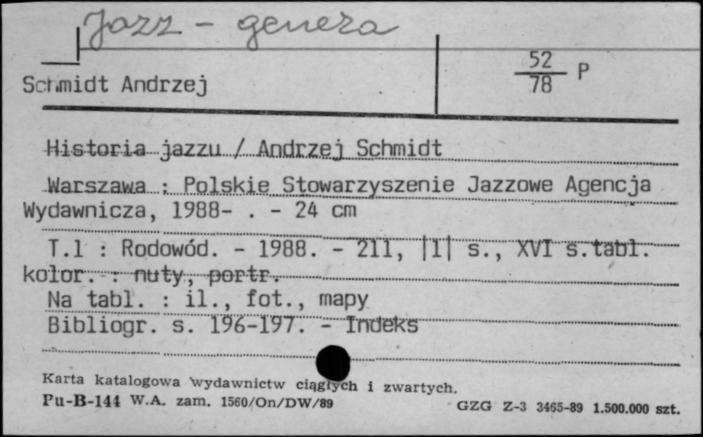 Jazz - geneza
52
78 P
Schmidt Andrzej
Historia jazzu / Andrzej Schmidt
Warszawa : Polskie Stowarzyszenie Jazzowe Agencja
Wydawnicza, 1988- . - 24 cm
T.1 : Rodowód. - 1988. - 211, |1| s., XVI s.tabl.
kolor. : nuty, portr.
Na tabl. : il., fot., mapy
Bibliogr. s. 196-197. - Indeks
Karta katalogowa wydawnictw ciągłych i zwartych.
Pu-B-144 W.A. zam. 1560/On/DW/89 GZG Z-3 3465-89 1.500.000 szt.